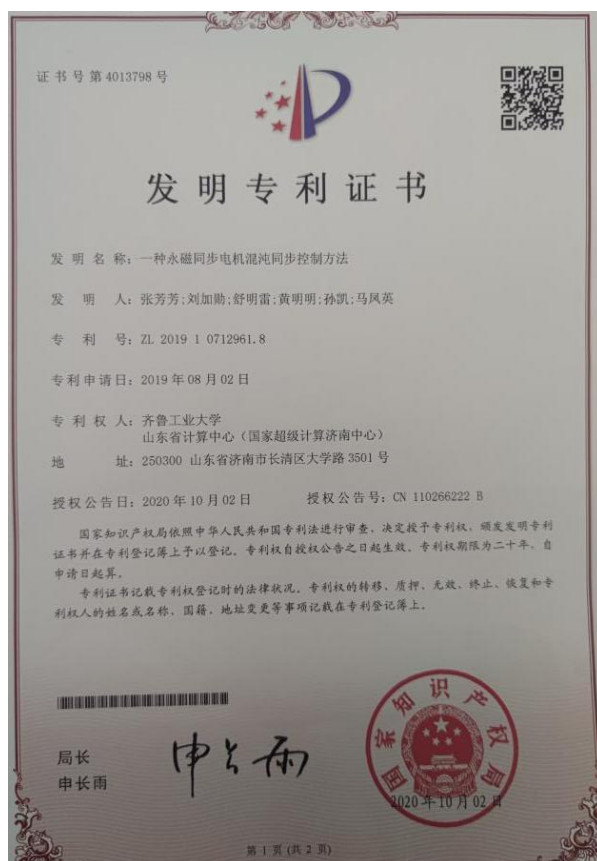 证书号第4013798号
发明专利证书
发明名称：一种永磁同步电机混沌同步控制方法
发明人：张芳芳;刘加勋;舒明雷;黄明明;孙凯;马凤英
专利号：ZL 2019 1 0712961.8
专利申请日：2019年08月02日
专利权人：齐鲁工业大学
山东省计算中心（国家超级计算济南中心）
地址：250300 山东省济南市长清区大学路3501号
授权公告日：2020年10月02日 授权公告号：CN 110266222 B
国家知识产权局依照中华人民共和国专利法进行审查，决定授予专利权，颁发发明专利
证书并在专利登记簿上予以登记。专利权自授权公告之日起生效。专利权期限为二十年，自
申请日起算。
专利证书记载专利权登记时的法律状况。专利权的转移、质押、无效、终止、恢复和专
利权人的姓名或名称、国籍、地址变更等事项记载在专利登记簿上。
局长
申长雨
申长雨
国家知识产权局
2020年10月02日
第1页(共2页)